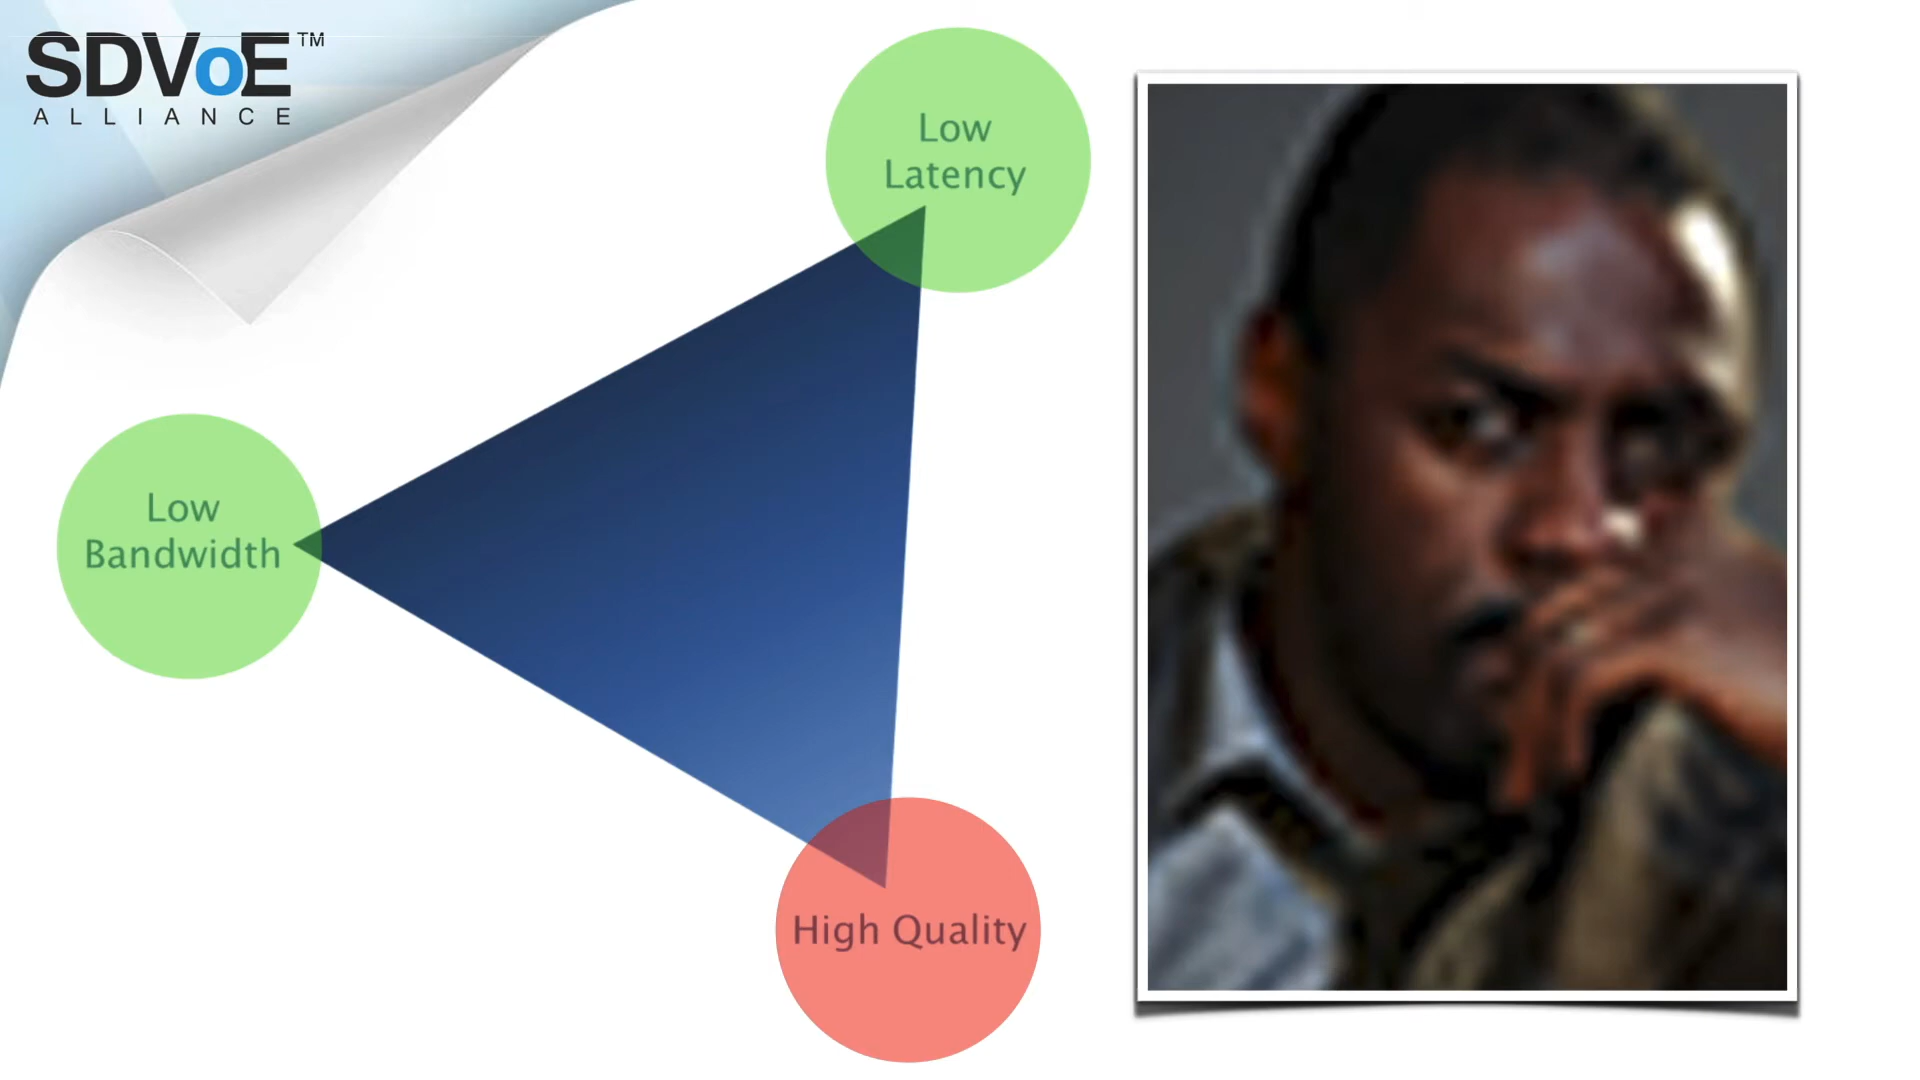 SDVoE™
ALLIANCE
Low
Latency
Low
Bandwidth
High Quality